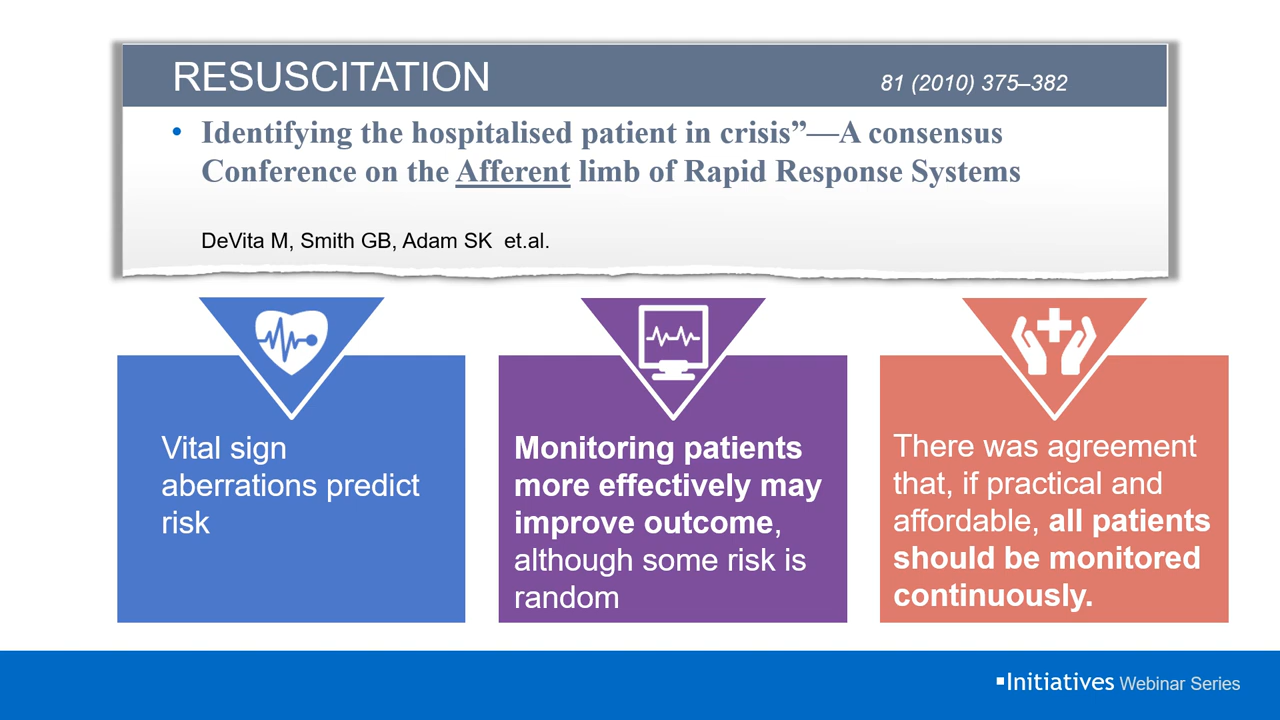 RESUSCITATION
81 (2010) 375–382
• Identifying the hospitalised patient in crisis”—A consensus
Conference on the Afferent limb of Rapid Response Systems
DeVita M, Smith GB, Adam SK et.al.
Vital sign
aberrations predict
risk
Monitoring patients
more effectively may
improve outcome,
although some risk is
random
There was agreement
that, if practical and
affordable, all patients
should be monitored
continuously.
▪Initiatives Webinar Series